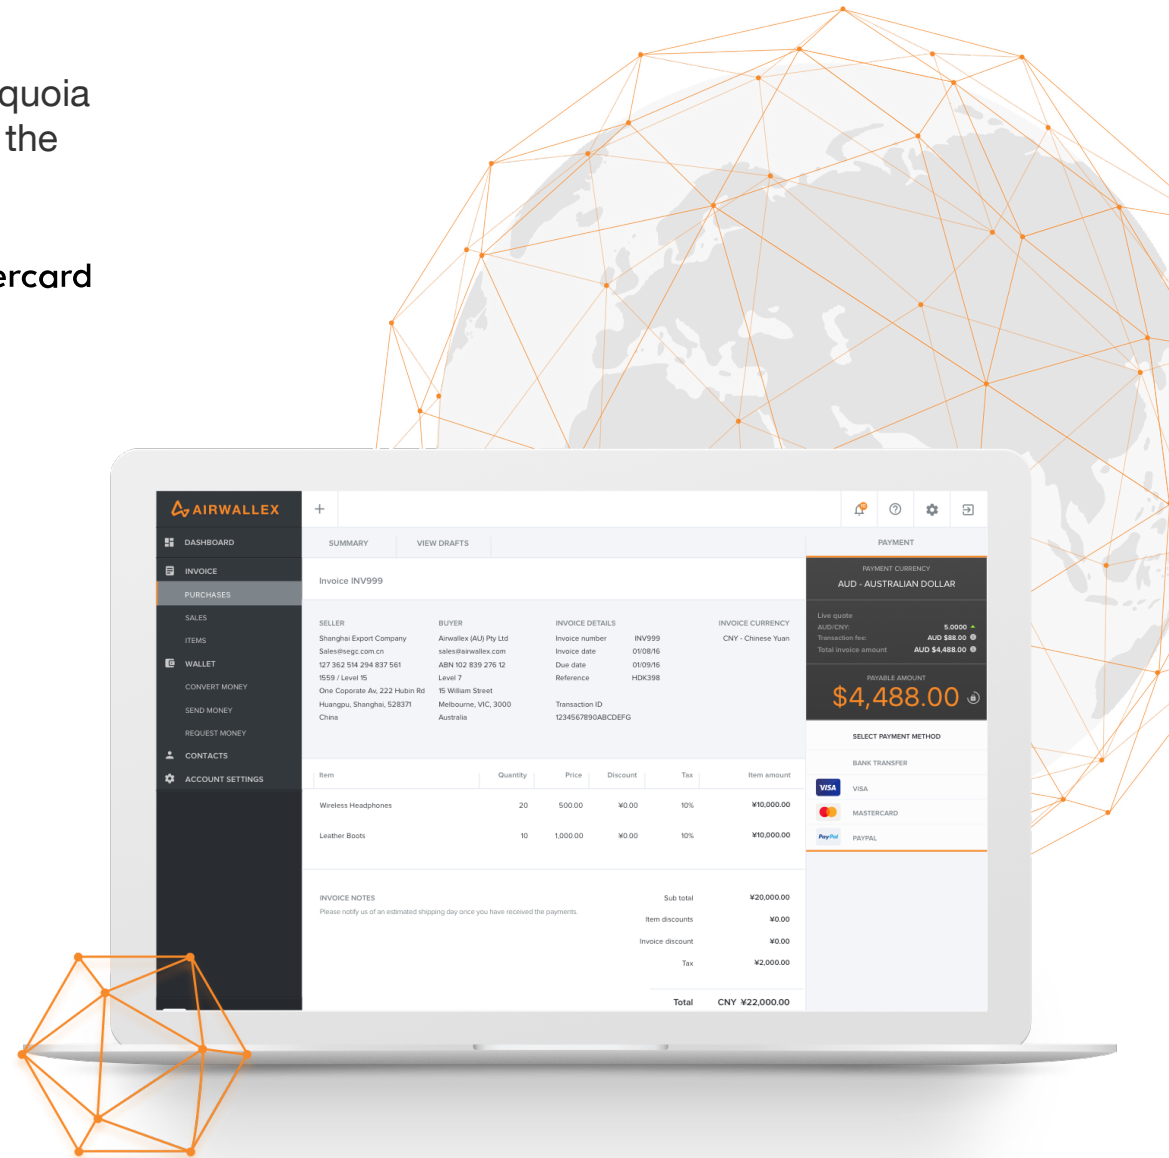 quoia
the
ercard
AIRWALLEX
DASHBOARD
INVOICE
PURCHASES
SALES
ITEMS
WALLET
CONVERT MONEY
SEND MONEY
REQUEST MONEY
CONTACTS
ACCOUNT SETTINGS
+
SUMMARY VIEW DRAFTS
Invoice INV999
SELLER
Shanghai Export Company
Sales@segc.com.cn
127 362 514 294 837 561
1559 / Level 15
One Coporate Av, 222 Hubin Rd
Huangpu, Shanghai, 528371
China
BUYER
Airwallex (AU) Pty Ltd
sales@airwallex.com
ABN 102 839 276 12
Level 7
15 William Street
Melbourne, VIC, 3000
Australia
INVOICE DETAILS
Invoice number INV999
Invoice date 01/08/16
Due date 01/09/16
Reference HDK398
Transaction ID
1234567890ABCDEFG
INVOICE CURRENCY
CNY - Chinese Yuan
Item Quantity Price Discount Tax Item amount
Wireless Headphones 20 500.00 ¥0.00 10% ¥10,000.00
Leather Boots 10 1,000.00 ¥0.00 10% ¥10,000.00
INVOICE NOTES
Please notify us of an estimated shipping day once you have received the payments.
Sub total ¥20,000.00
Item discounts ¥0.00
Invoice discount ¥0.00
Tax ¥2,000.00
Total CNY ¥22,000.00
PAYMENT
PAYMENT CURRENCY
AUD - AUSTRALIAN DOLLAR
Live quote
AUD/CNY: 5.0000
Transaction fee: AUD $88.00
Total invoice amount AUD $4,488.00
PAYABLE AMOUNT
$4,488.00
SELECT PAYMENT METHOD
BANK TRANSFER
VISA VISA
MASTERCARD
PayPal PAYPAL